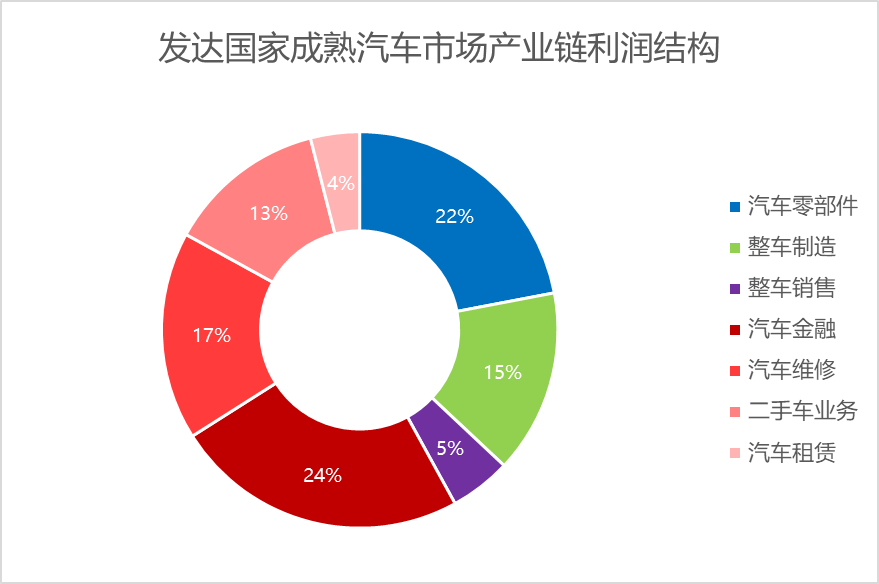 发达国家成熟汽车市场产业链利润结构
4%
13%
22%
17%
15%
5%
24%
汽车零部件
整车制造
整车销售
汽车金融
汽车维修
二手车业务
汽车租赁